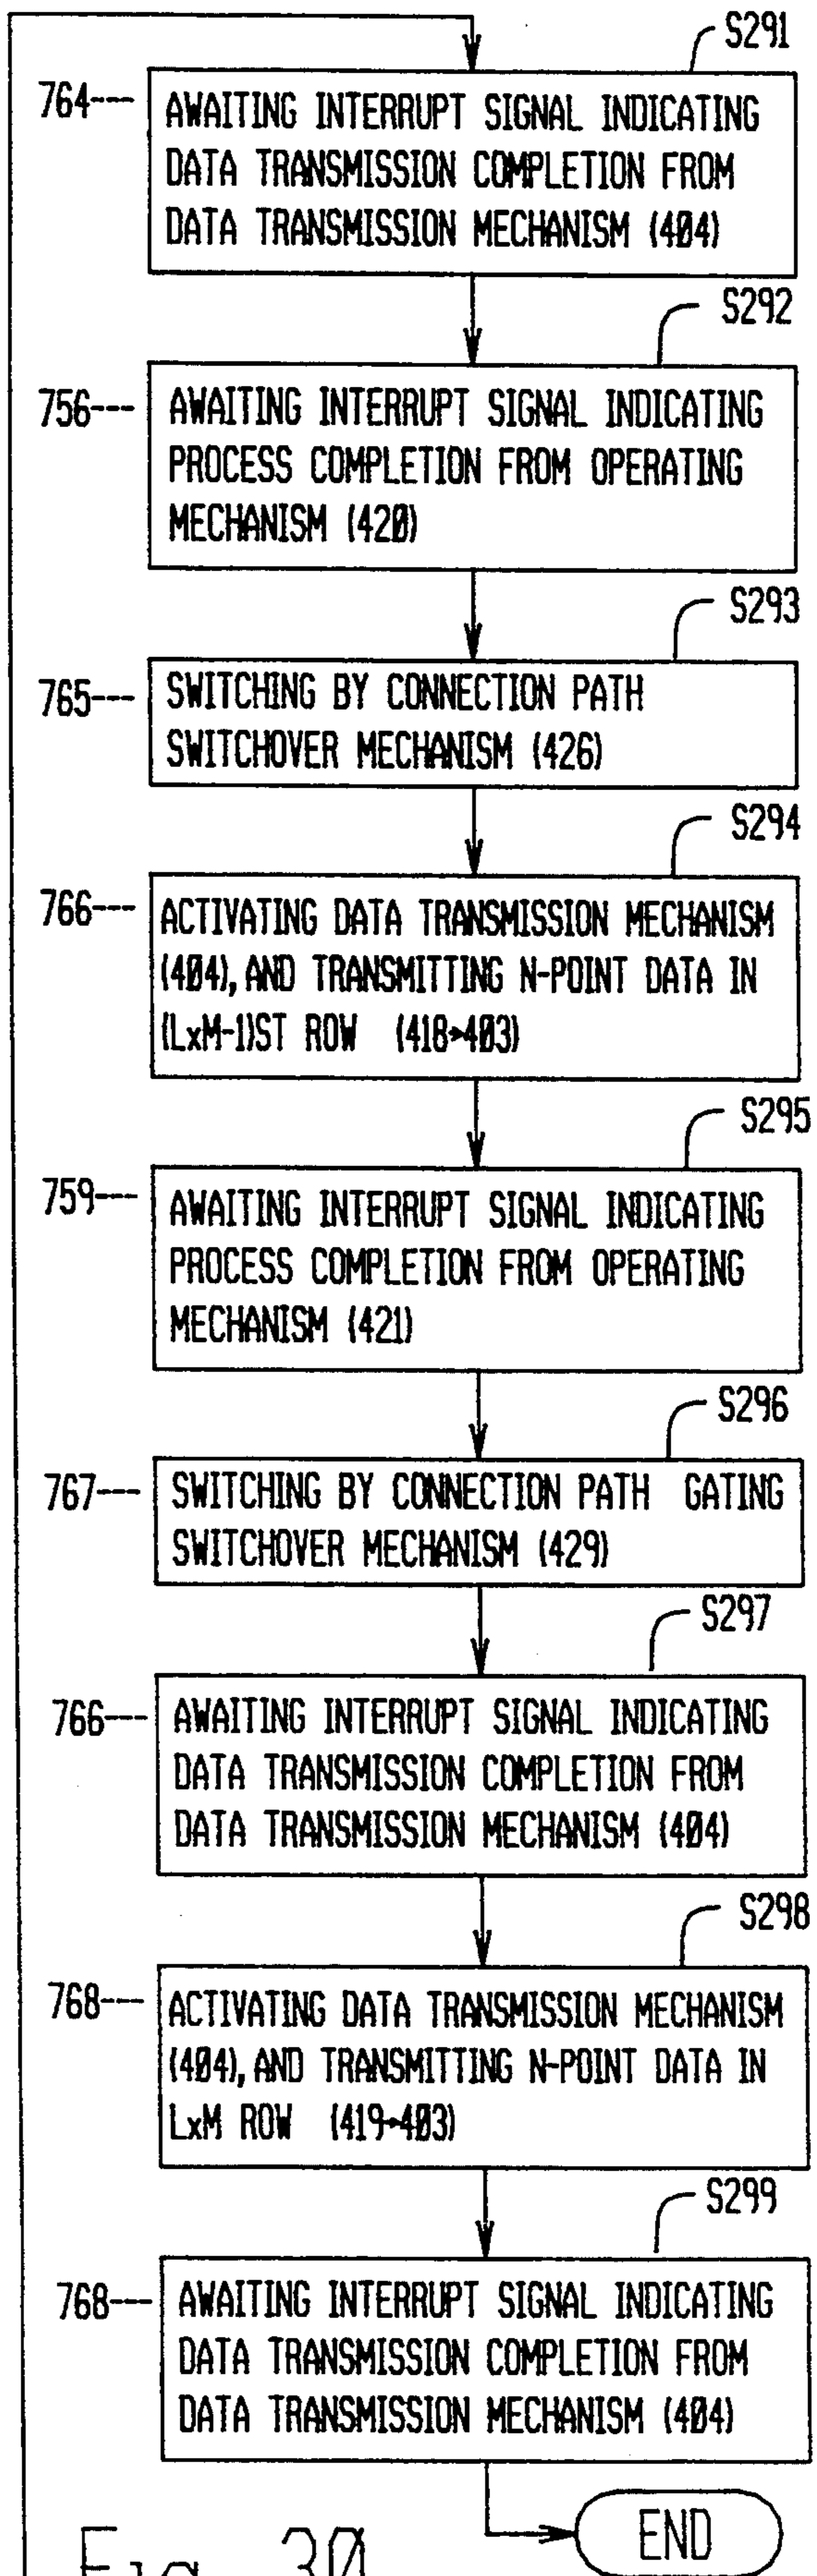 S291
764--- AWAITING INTERRUPT SIGNAL INDICATING
DATA TRANSMISSION COMPLETION FROM
DATA TRANSMISSION MECHANISM (404)
S292
756--- AWAITING INTERRUPT SIGNAL INDICATING
PROCESS COMPLETION FROM OPERATING
MECHANISM (420)
S293
765--- SWITCHING BY CONNECTION PATH
SWITCHOVER MECHANISM (426)
S294
766--- ACTIVATING DATA TRANSMISSION MECHANISM
(404), AND TRANSMITTING N-POINT DATA IN
(LxM-1)ST ROW (418→403)
S295
759--- AWAITING INTERRUPT SIGNAL INDICATING
PROCESS COMPLETION FROM OPERATING
MECHANISM (421)
S296
767--- SWITCHING BY CONNECTION PATH GATING
SWITCHOVER MECHANISM (429)
S297
766--- AWAITING INTERRUPT SIGNAL INDICATING
DATA TRANSMISSION COMPLETION FROM
DATA TRANSMISSION MECHANISM (404)
S298
768--- ACTIVATING DATA TRANSMISSION MECHANISM
(404), AND TRANSMITTING N-POINT DATA IN
LxM ROW (419→403)
S299
768--- AWAITING INTERRUPT SIGNAL INDICATING
DATA TRANSMISSION COMPLETION FROM
DATA TRANSMISSION MECHANISM (404)
END
Fig. 30